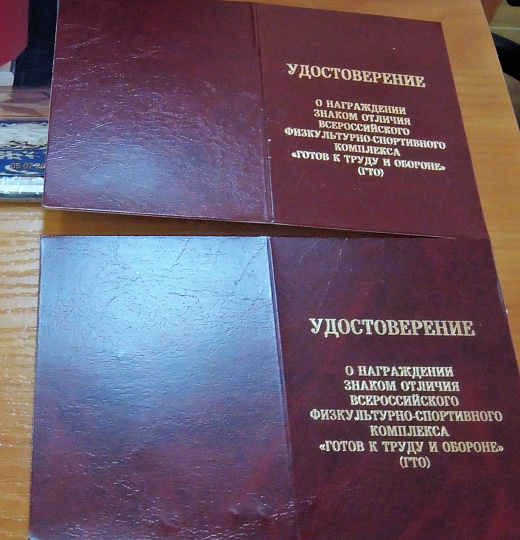 УДОСТОВЕРЕНИЕ
О НАГРАЖДЕНИИ
ЗНАКОМ ОТЛИЧИЯ
ВСЕРОССИЙСКОГО
ФИЗКУЛЬТУРНО-СПОРТИВНОГО
КОМПЛЕКСА
«ГОТОВ К ТРУДУ И ОБОРОНЕ»
(ГТО)
УДОСТОВЕРЕНИЕ
О НАГРАЖДЕНИИ
ЗНАКОМ ОТЛИЧИЯ
ВСЕРОССИЙСКОГО
ФИЗКУЛЬТУРНО-СПОРТИВНОГО
КОМПЛЕКСА
«ГОТОВ К ТРУДУ И ОБОРОНЕ»
(ГТО)